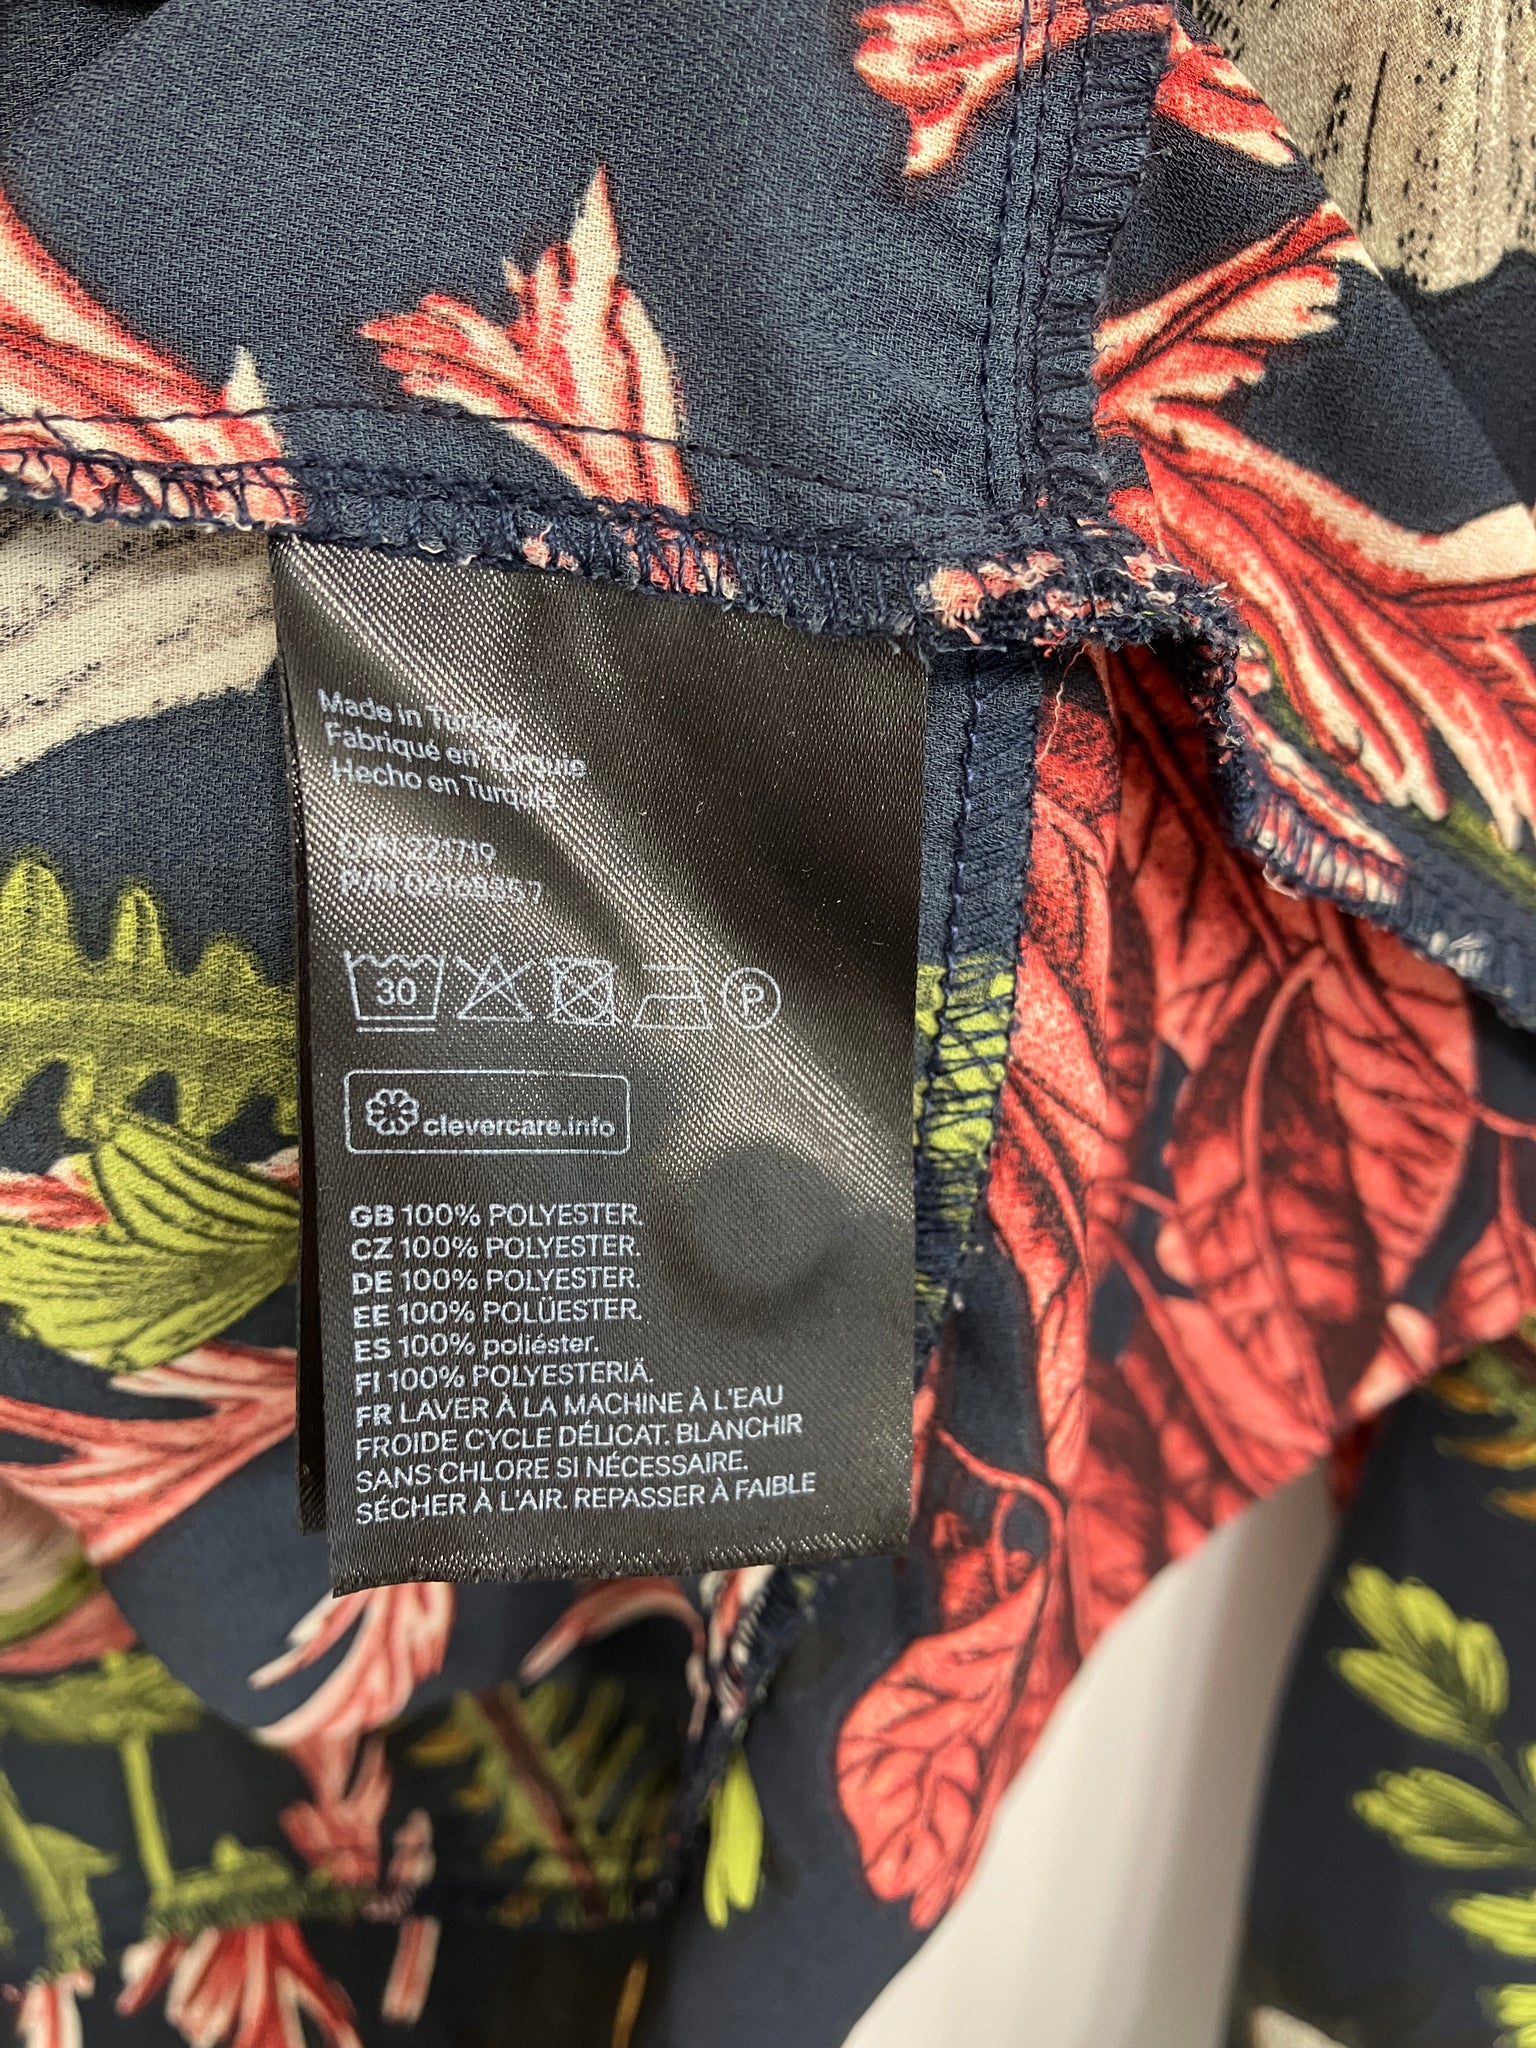 Made in Turkey
Fabriqué en Turquie
Hecho en Turquía
221719
P/N
30
P
clevercare.info
GB 100% POLYESTER.
CZ 100% POLYESTER.
DE 100% POLYESTER.
EE 100% POLÜESTER.
ES 100% poliéster.
FI 100% POLYESTERIÄ.
FR LAVER À LA MACHINE À L'EAU
FROIDE CYCLE DÉLICAT. BLANCHIR
SANS CHLORE SI NÉCESSAIRE.
SÉCHER À L'AIR. REPASSER À FAIBLE